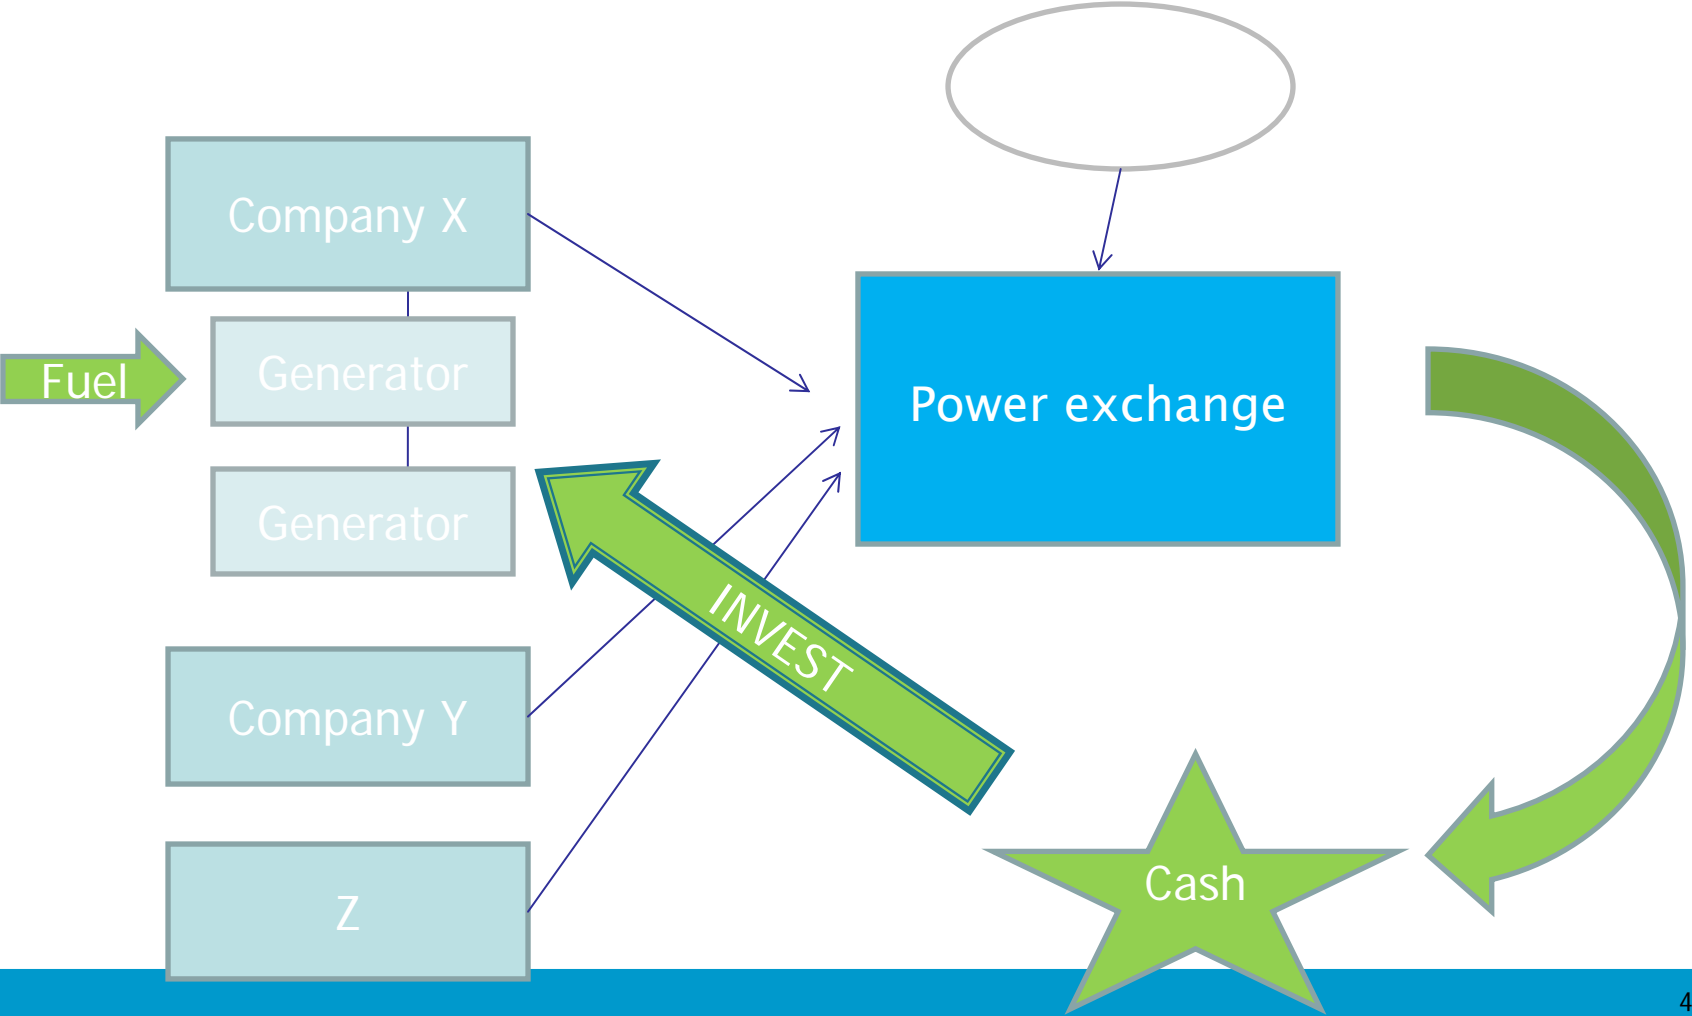 Company X
Generator
Fuel
Generator
Company Y
Z
Power exchange
INVEST
Cash
4